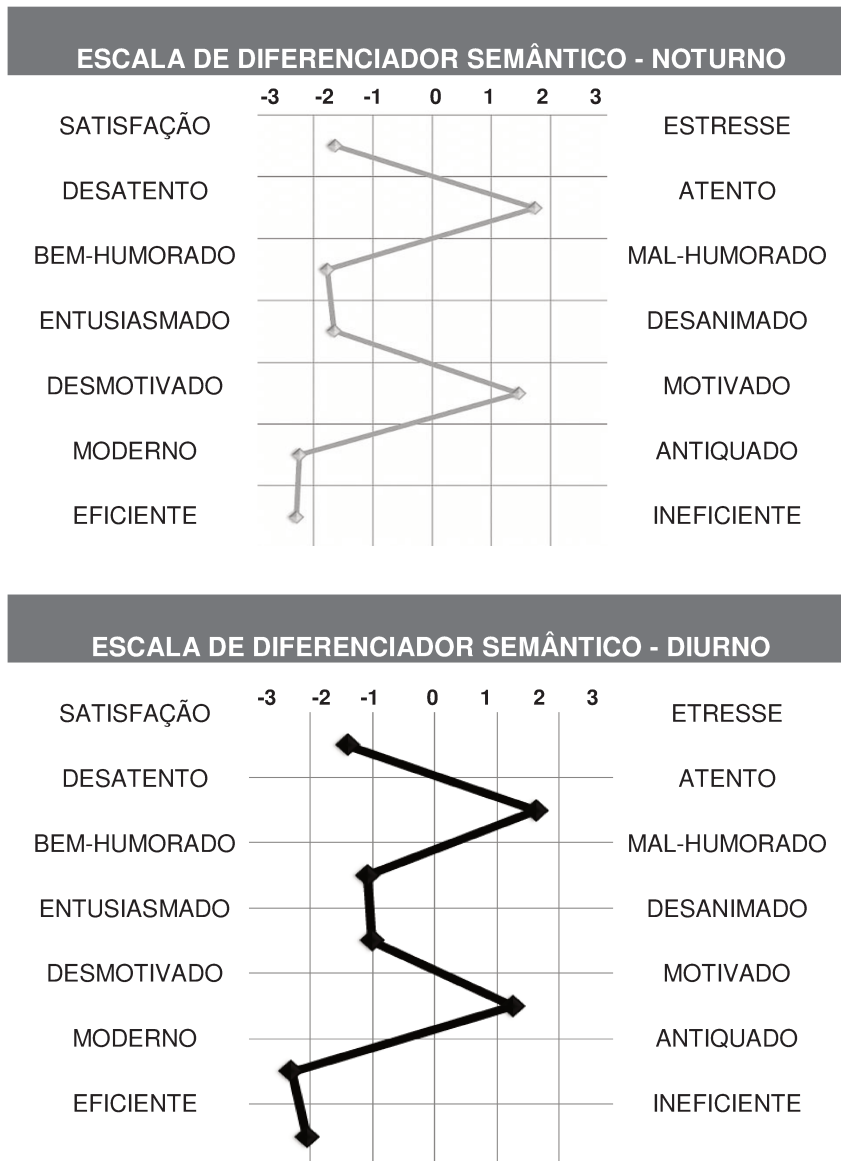 ESCALA DE DIFERENCIADOR SEMÂNTICO - NOTURNO
-3 -2 -1 0 1 2 3
SATISFAÇÃO ESTRESSE
DESATENTO ATENTO
BEM-HUMORADO MAL-HUMORADO
ENTUSIASMADO DESANIMADO
DESMOTIVADO MOTIVADO
MODERNO ANTIQUADO
EFICIENTE INEFICIENTE
ESCALA DE DIFERENCIADOR SEMÂNTICO - DIURNO
-3 -2 -1 0 1 2 3
SATISFAÇÃO ETRESSE
DESATENTO ATENTO
BEM-HUMORADO MAL-HUMORADO
ENTUSIASMADO DESANIMADO
DESMOTIVADO MOTIVADO
MODERNO ANTIQUADO
EFICIENTE INEFICIENTE